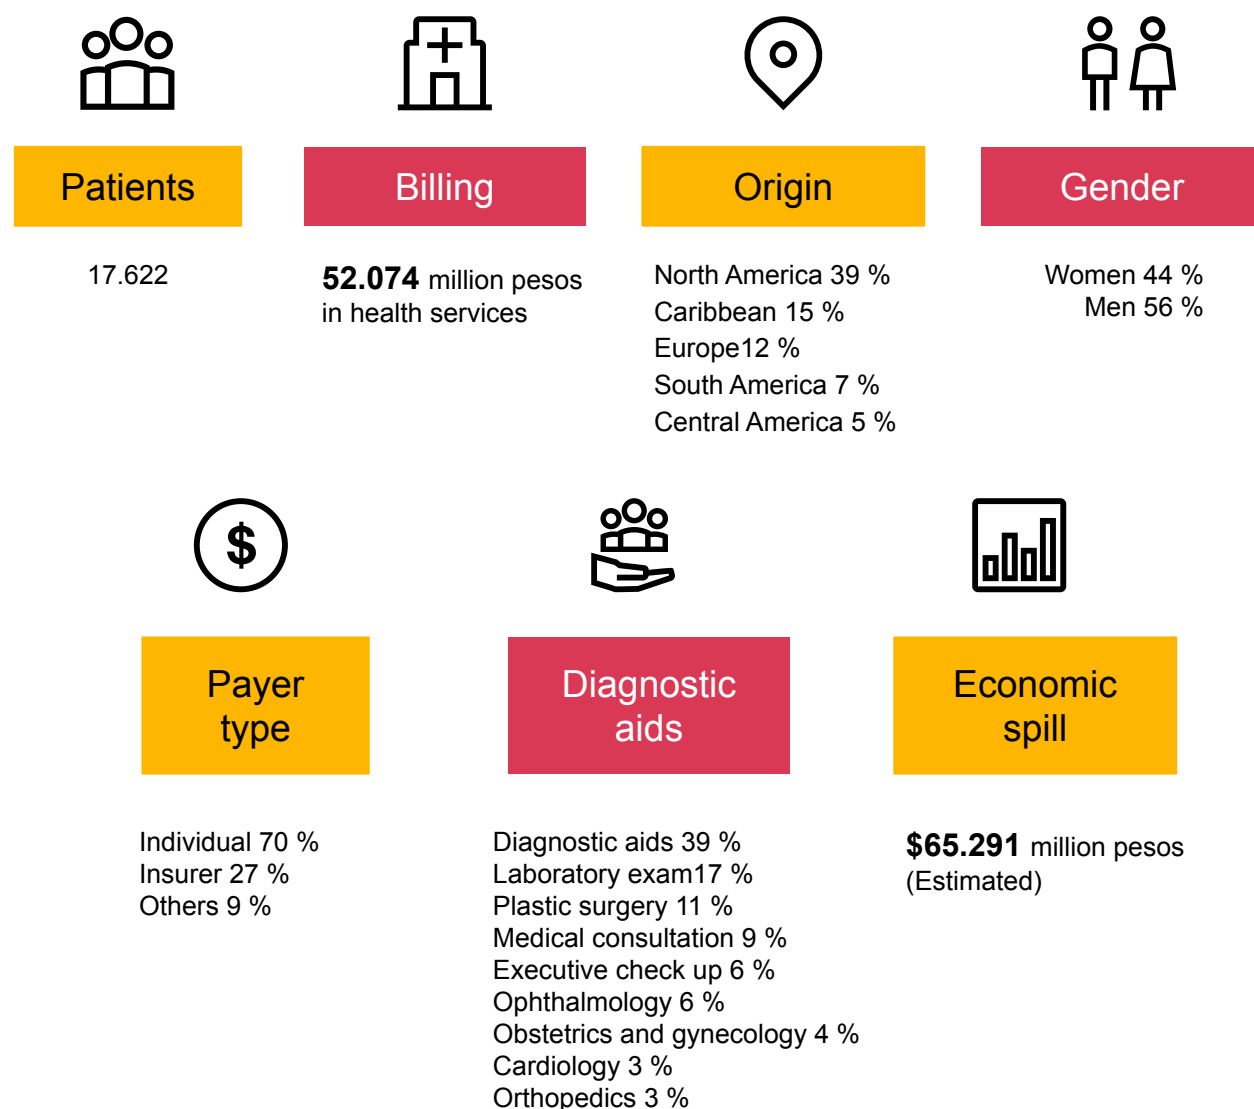 Patients
17.622
Billing
52.074 million pesos
in health services
Origin
North America 39 %
Caribbean 15 %
Europe12 %
South America 7 %
Central America 5 %
Gender
Women 44 %
Men 56 %
$
Payer
type
Individual 70 %
Insurer 27 %
Others 9 %
Diagnostic
aids
Diagnostic aids 39 %
Laboratory exam17 %
Plastic surgery 11 %
Medical consultation 9 %
Executive check up 6 %
Ophthalmology 6 %
Obstetrics and gynecology 4 %
Cardiology 3 %
Orthopedics 3 %
Economic
spill
$65.291 million pesos
(Estimated)